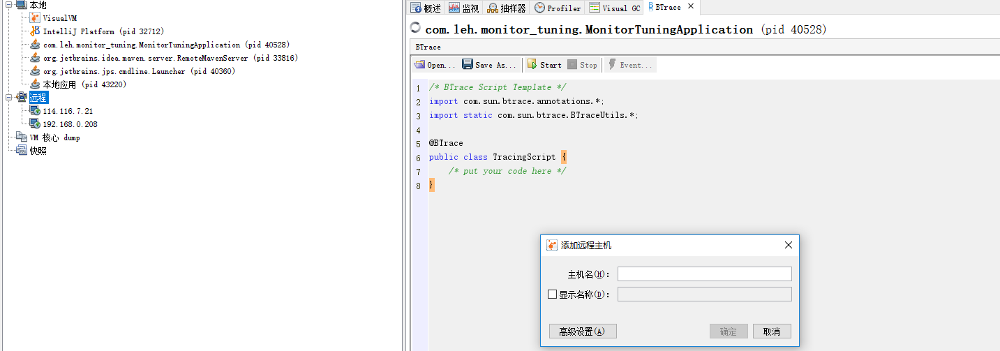 本地
VisualVM
IntelliJ Platform (pid 32712)
com.leh.monitor_tuning.MonitorTuningApplication (pid 40528)
org.jetbrains.idea.maven.server.RemoteMavenServer (pid 33816)
org.jetbrains.jps.cmdline.Launcher (pid 40360)
本地应用 (pid 43220)
远程
114.116.7.21
192.168.0.208
VM 核心 dump
快照
概述 监视 抽样器 Profiler Visual GC BTrace
com.leh.monitor_tuning.MonitorTuningApplication (pid 40528)
BTrace
Open... Save As... Start Stop Event...
1 /* BTrace Script Template */
2 import com.sun.btrace.annotations.*;
3 import static com.sun.btrace.BTraceUtils.*;
4
5 @BTrace
6 public class TracingScript {
7 /* put your code here */
8 }
添加远程主机
主机名(H):
显示名称(D):
高级设置(A) 确定 取消